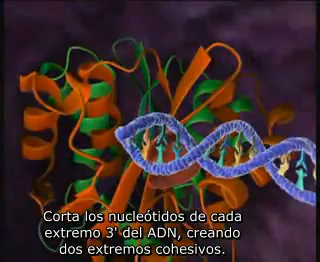 Corta los nucleótidos de cada
extremo 3' del ADN, creando
dos extremos cohesivos.